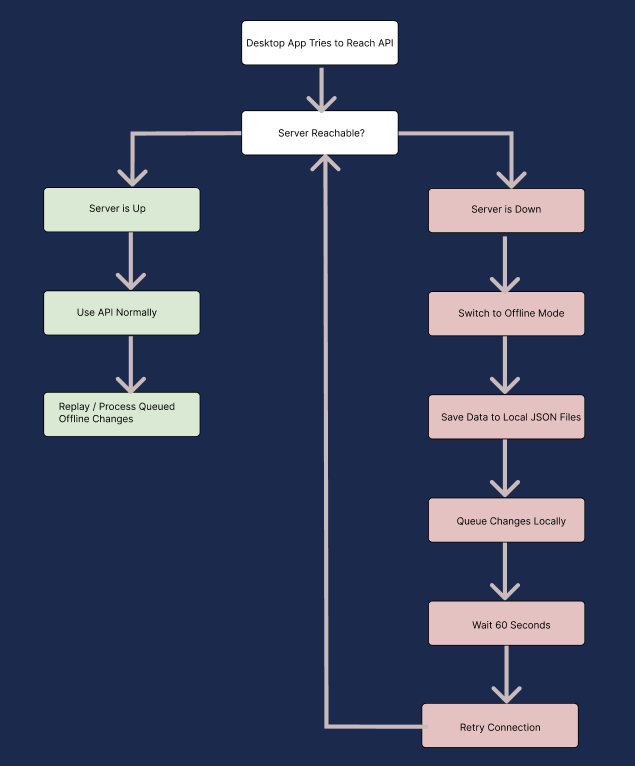 Desktop App Tries to Reach API
Server Reachable?
Server is Up
Use API Normally
Replay / Process Queued
Offline Changes
Server is Down
Switch to Offline Mode
Save Data to Local JSON Files
Queue Changes Locally
Wait 60 Seconds
Retry Connection